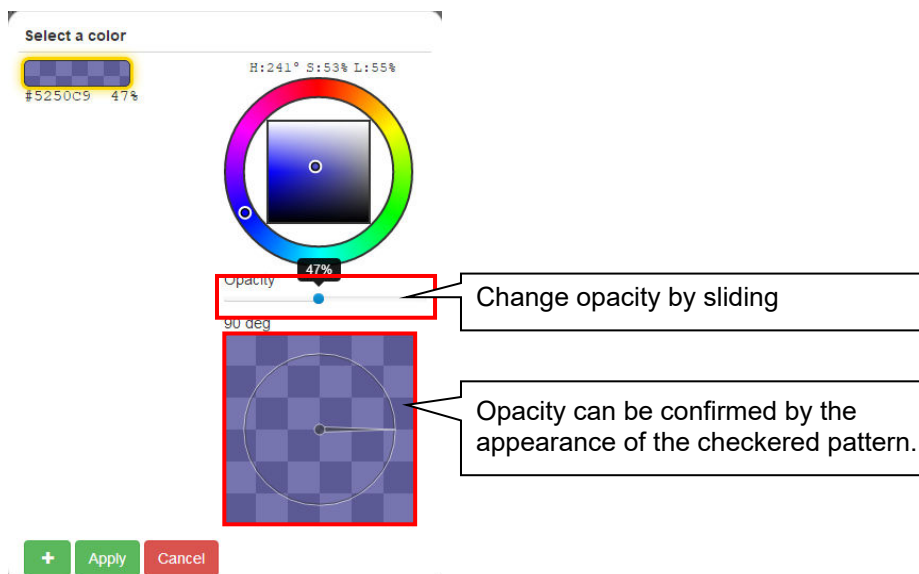 Select a color
H:241° S:53% L:55%
#5250C9 47%
47%
Opacity
Change opacity by sliding
90 deg
Opacity can be confirmed by the
appearance of the checkered pattern.
+ Apply Cancel